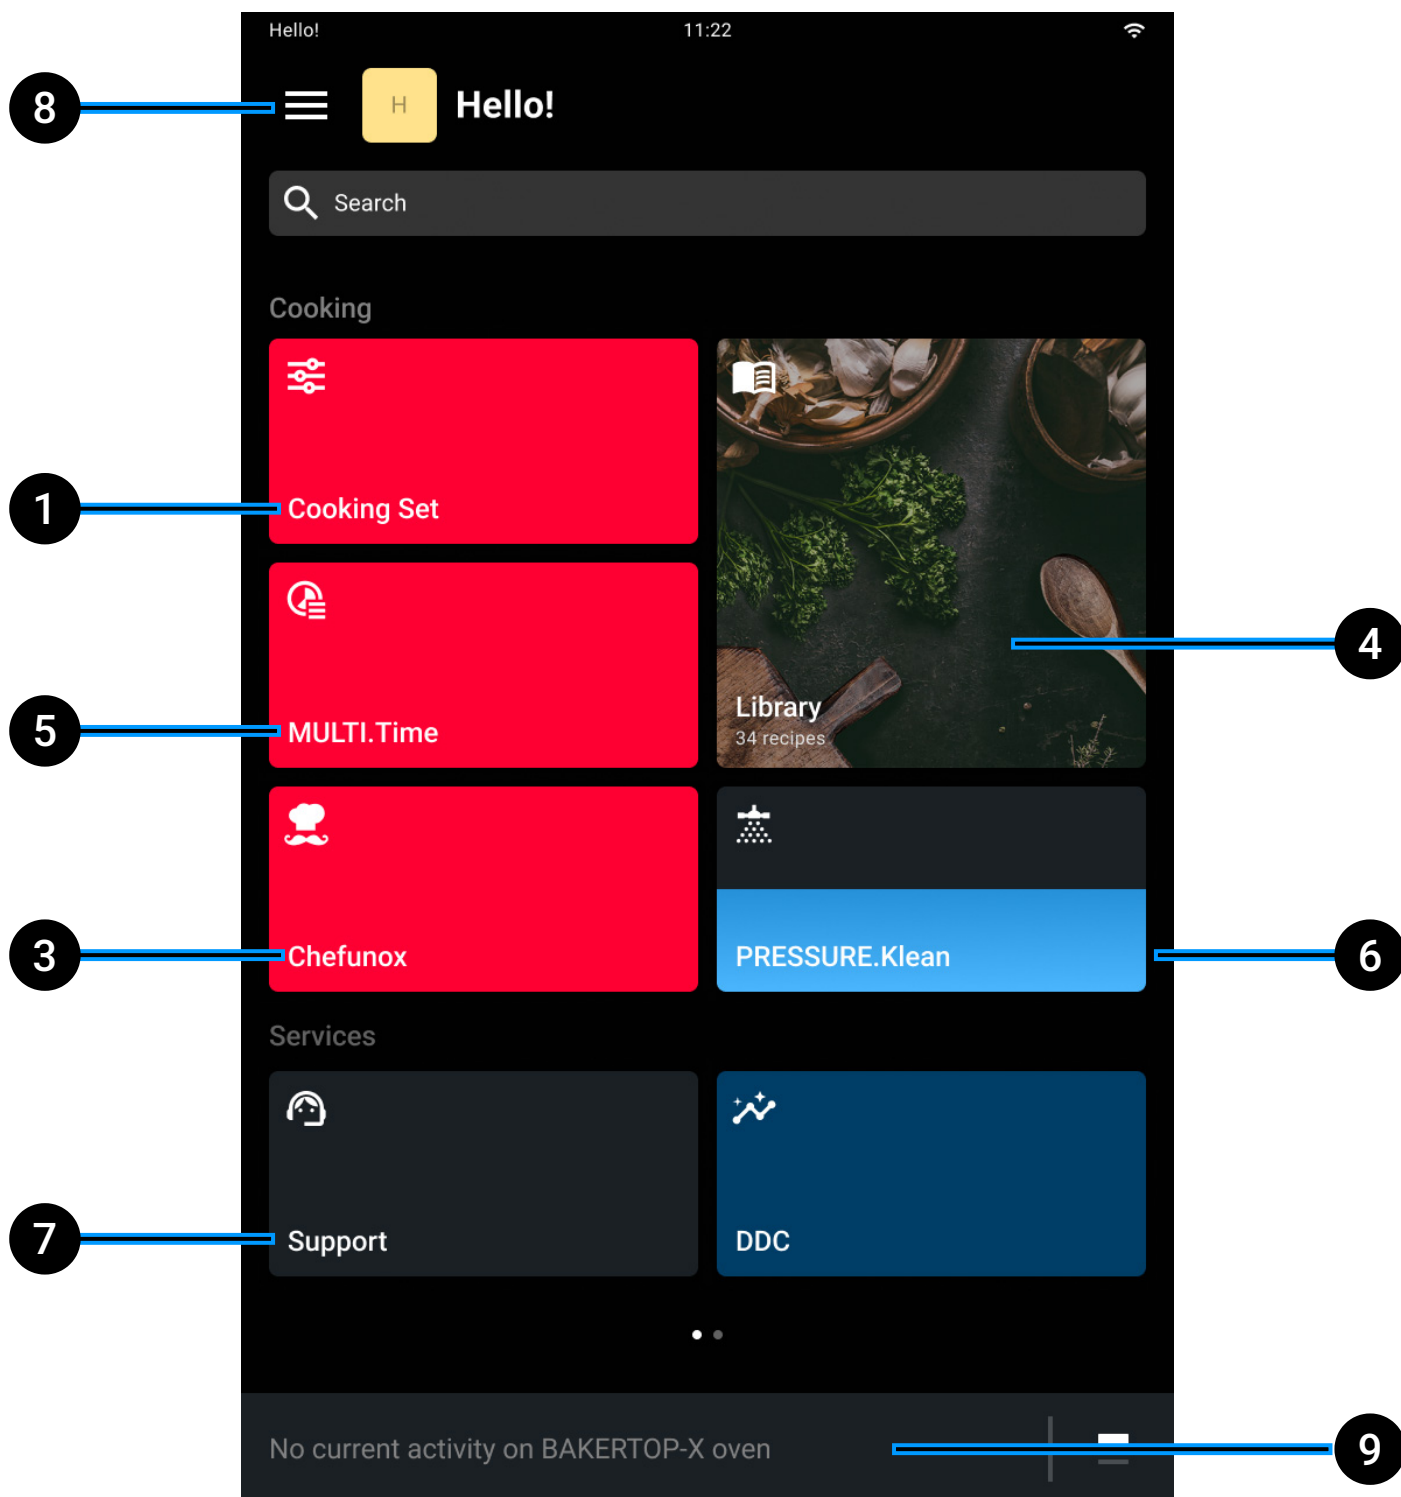 Hello! 11:22
8
H Hello!
Search
Cooking
1 Cooking Set
4
5 MULTI.Time
Library
34 recipes
3 Chefunox
PRESSURE.Klean 6
Services
7 Support
DDC
No current activity on BAKERTOP-X oven 9